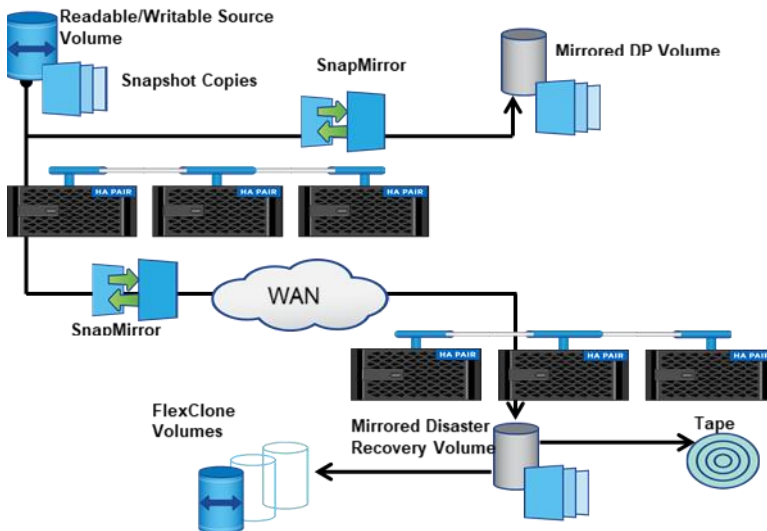 Readable/Writable Source
Volume
Snapshot Copies
SnapMirror
Mirrored DP Volume
HA PAIR
HA PAIR
HA PAIR
SnapMirror
WAN
HA PAIR
HA PAIR
HA PAIR
FlexClone
Volumes
Mirrored Disaster
Recovery Volume
Tape